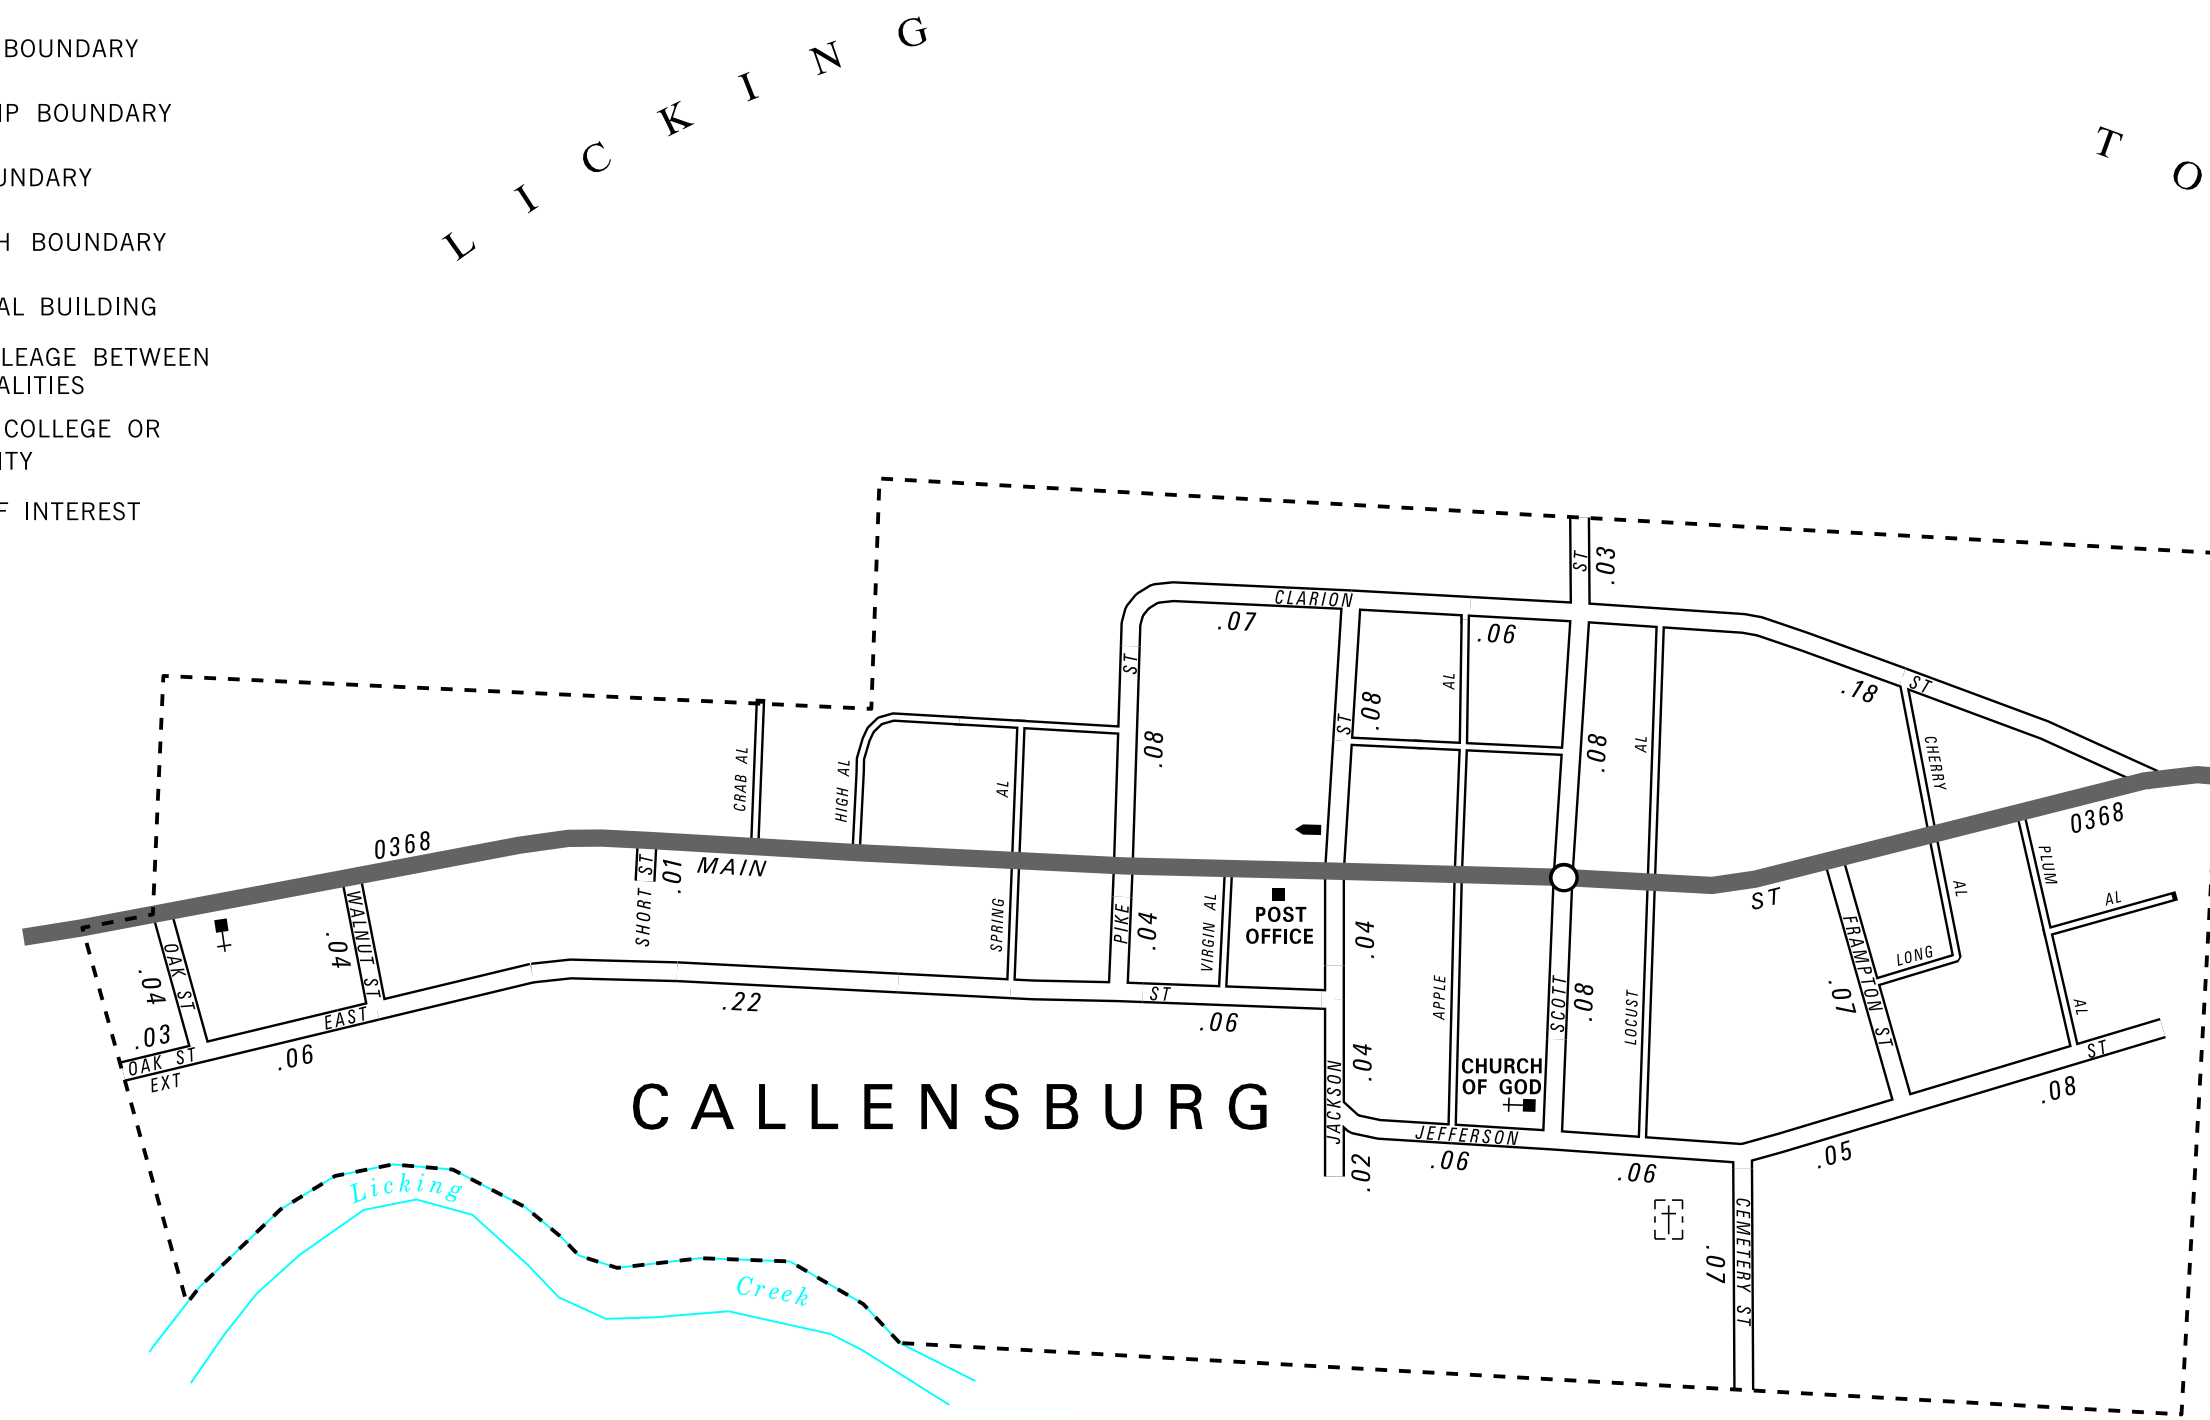 BOUNDARY
IP BOUNDARY
UNDARY
H BOUNDARY
AL BUILDING
LEAGE BETWEEN
ALITIES
COLLEGE OR
ITY
F INTEREST
LICKING
TO
ST
.03
CLARION
.07
.06
ST
ST
.18
AL
.08
ST
.08
.08
AL
CHERRY
CRAB AL
HIGH AL
AL
.08
0368
0368
MAIN
ST
SHORT ST
.01
PLUM
AL
AL
WALNUT ST
.04
OAK ST
.04
SPRING
PIKE
.04
VIRGIN AL
POST
OFFICE
.04
FRAMPTON ST
.07
LONG
APPLE
SCOTT
.08
LOCUST
AL
ST
.08
.22
ST
.06
.03
OAK ST
EXT
EAST
.06
.04
CHURCH
OF GOD
CALLENSBURG
JACKSON
.02
JEFFERSON
.06
.06
.05
CEMETERY ST
.07
Licking
Creek